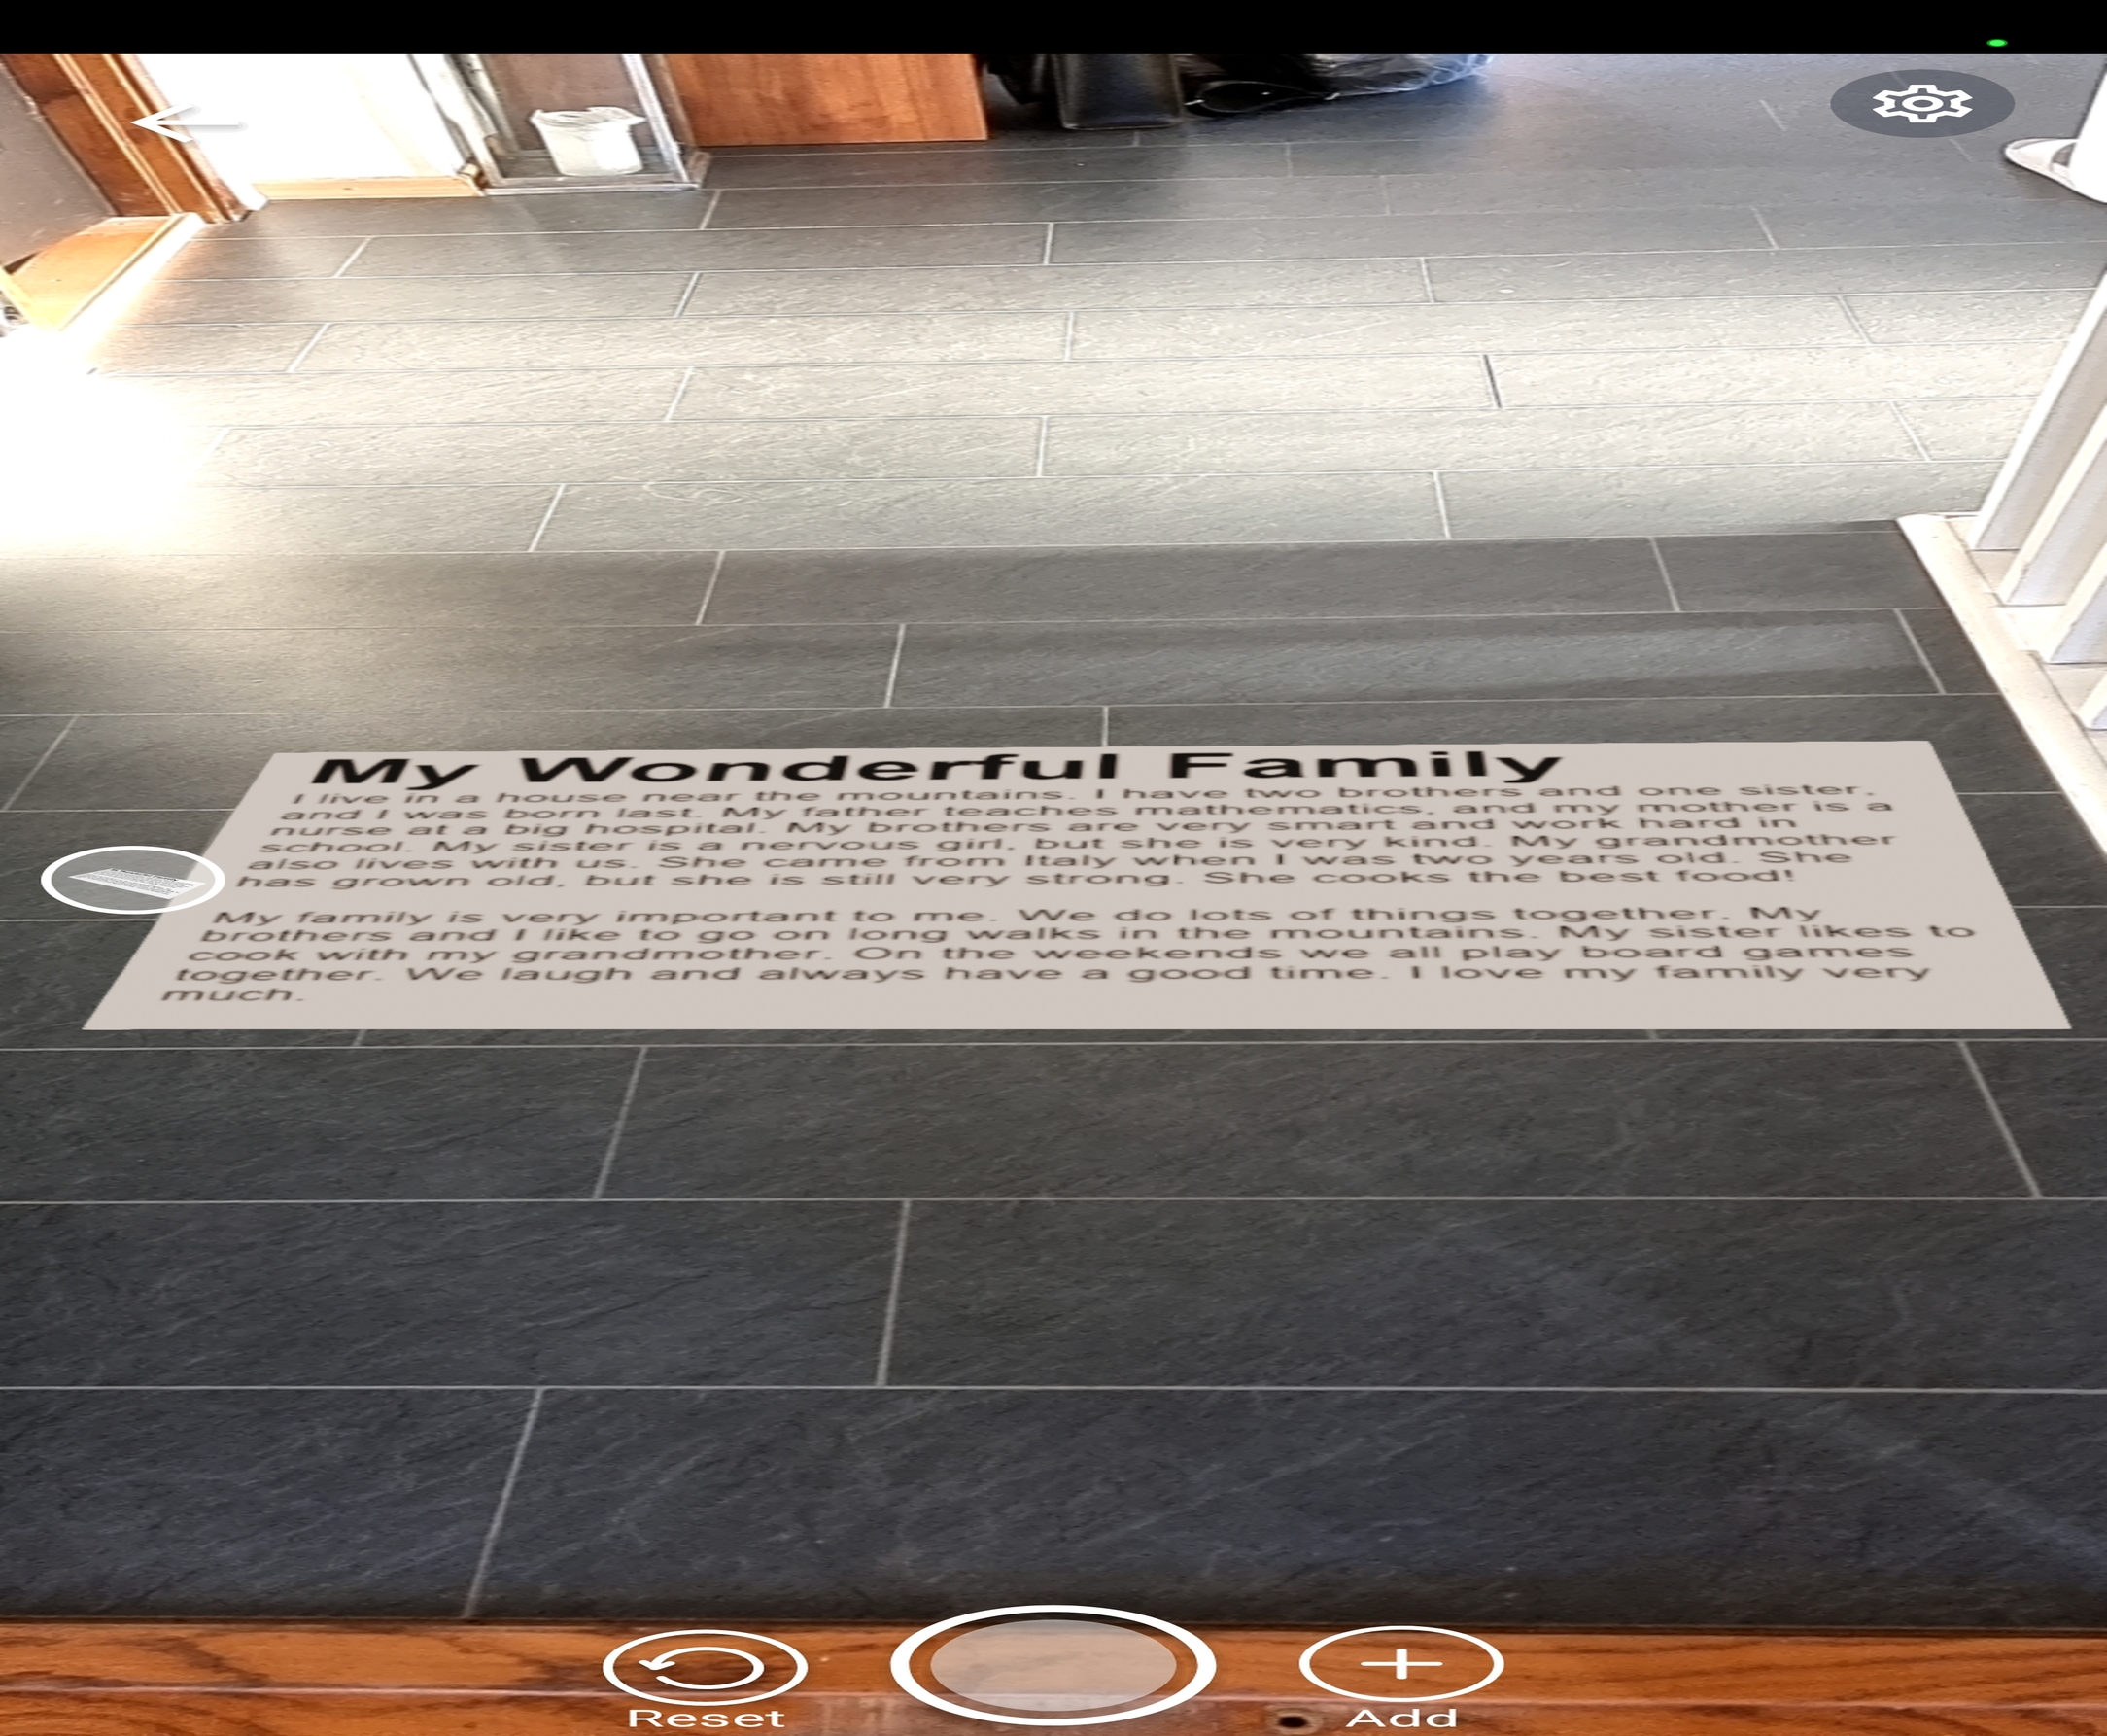 My Wonderful Family
I live in a house near the mountains. I have two brothers and one sister,
and I was born last. My father teaches mathematics, and my mother is a
nurse at a big hospital. My brothers are very smart and work hard in
school. My sister is a nervous girl, but she is very kind. My grandmother
also lives with us. She came from Italy when I was two years old. She
has grown old, but she is still very strong. She cooks the best food!
My family is very important to me. We do lots of things together. My
brothers and I like to go on long walks in the mountains. My sister likes to
cook with my grandmother. On the weekends we all play board games
together. We laugh and always have a good time. I love my family very
much.
Reset
Add